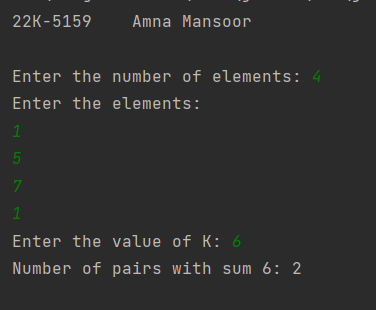 22K-5159    Amna Mansoor
Enter the number of elements: 4
Enter the elements:
1
5
7
1
Enter the value of K: 6
Number of pairs with sum 6: 2